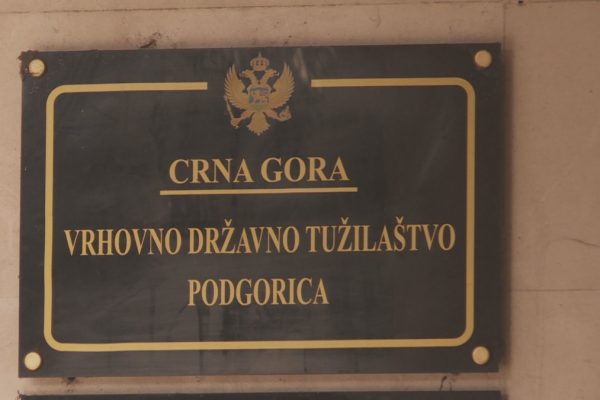 CRNA GORA
VRHOVNO DRŽAVNO TUŽILAŠTVO
PODGORICA